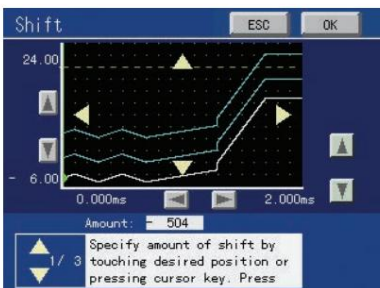 Shift ESC OK
24.00
- 6.00
0.000ms 2.000ms
Amount: - 504
1/ 3
Specify amount of shift by
touching desired position or
pressing cursor key. Press